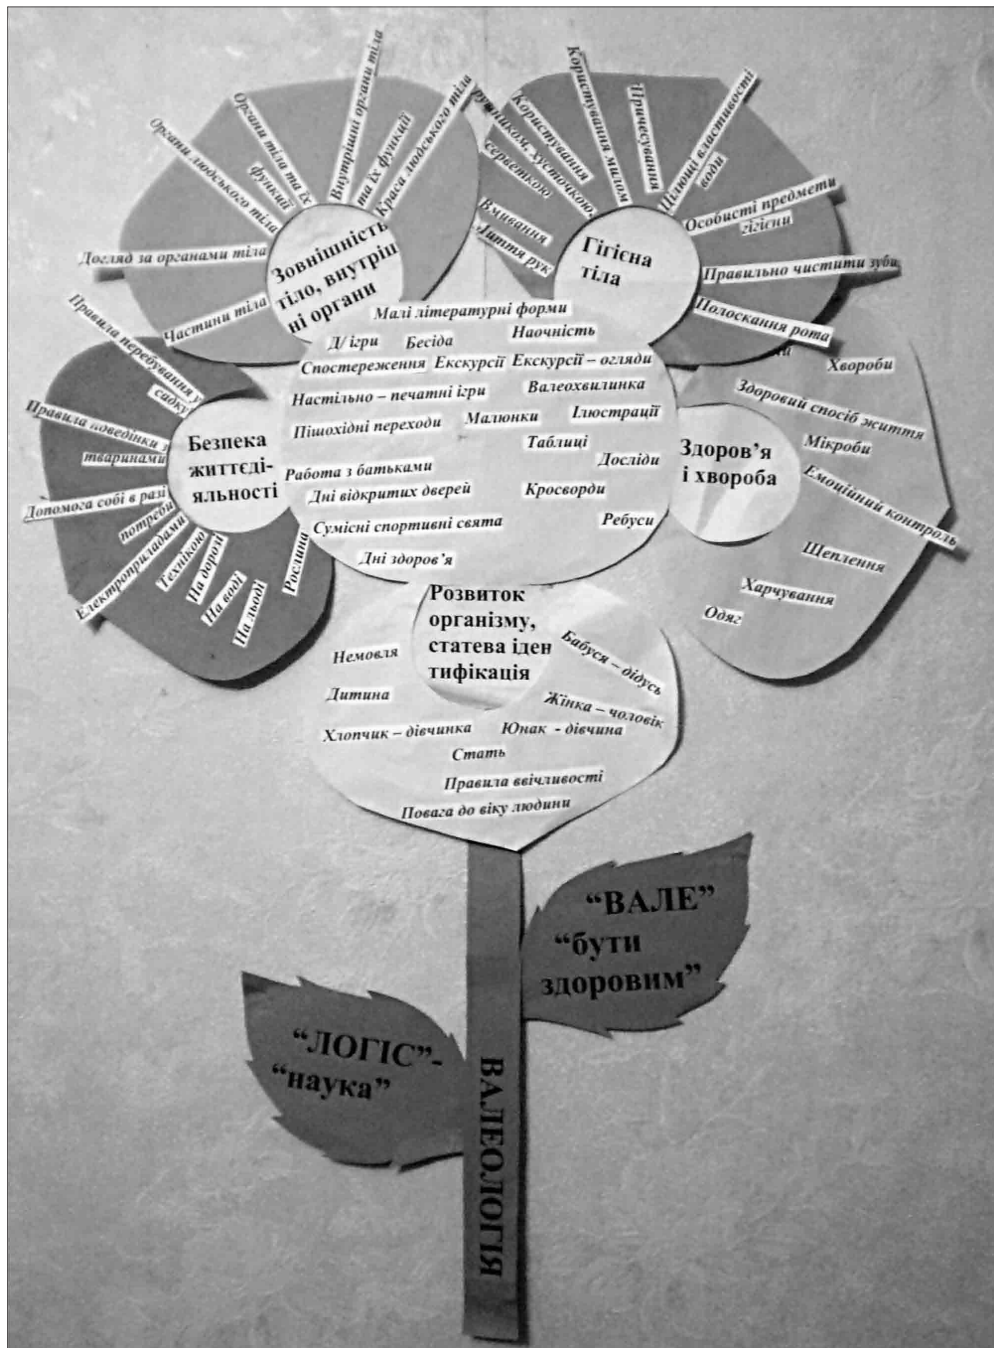 Зовнішність
тіло, внутріш
ні органи
Частини тіла
Догляд за органами тіла
Органи людського тіла
Органи тіла та їх
функції
Внутрішні органи тіла
та їх функції
Краса людського тіла
Гігієна
тіла
Миття рук
Вмивання
Користування
рушником, хусточкою,
серветкою
Користування милом
Причесування
Цілющі властивості
води
Особисті предмети
гігієни
Правильно чистити зуби
Полоскання рота
Малі літературні форми
Д/ ігри
Бесіда
Наочність
Спостереження
Екскурсії
Екскурсії – огляди
Настільно – печатні ігри
Валеохвилинка
Пішохідні переходи
Малюнки
Ілюстрації
Таблиці
Досліди
Работа з батьками
Дні відкритих дверей
Кросворди
Сумісні спортивні свята
Ребуси
Дні здоров’я
Безпека
життєді-
яльності
Правила перебування у
садку
Правила поведінки з
тваринами
Допомога собі в разі
потреби
Електроприладами
Технікою
На дорозі
На воді
На льоді
Рослина
Здоров’я
і хвороба
Хвороби
Здоровий спосіб життя
Мікроби
Емоційний контроль
Щеплення
Харчування
Одяг
Розвиток
організму,
статева іден
тифікація
Немовля
Дитина
Хлопчик – дівчинка
Юнак - дівчина
Жінка – чоловік
Бабуся – дідусь
Стать
Правила ввічливості
Повага до віку людини
“ВАЛЕ”
“бути
здоровим”
“ЛОГІС”-
“наука”
ВАЛЕОЛОГІЯ